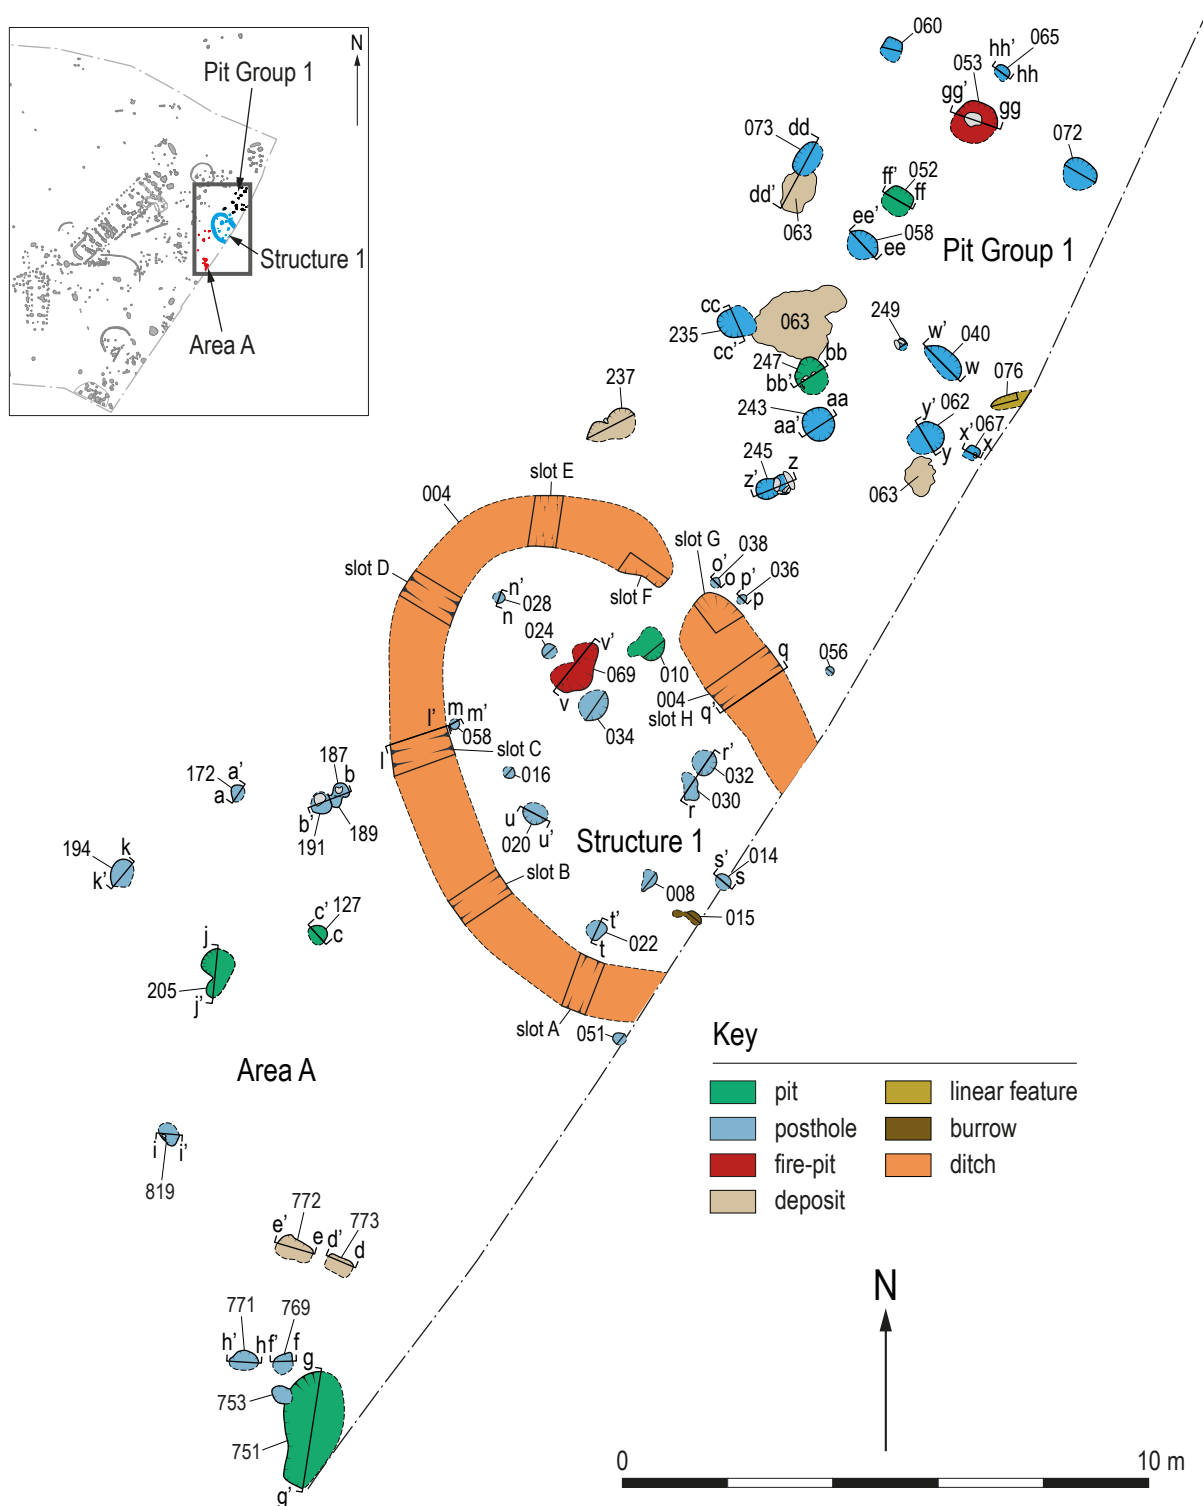 N
Pit Group 1
Structure 1
Area A
060
hh' 065
053
hh
gg'
gg
073
dd
072
ff' 052
ff
dd'
063
ee'
058
ee
Pit Group 1
cc
063
249
w'
040
235
cc'
bb
247
w
bb'
076
237
243
aa
y' 062
aa'
x' 067
x
y
245
z
z'
063
slot E
004
slot G
038
slot D
o'
o p'
036
p
slot F
n'
028
n
024
v'
q
056
069
010
v
004
q'
slot H
l'
m
m'
058
034
slot C
l
r'
032
187
b
172
a'
a
016
030
r
b'
189
191
u
u'
020
Structure 1
194
k
k'
s'
014
s
slot B
008
c' 127
c
015
t'
022
t
j
205
j'
slot A
051
Key
Area A
pit
linear feature
posthole
burrow
fire-pit
ditch
deposit
i
i'
819
772
e'
e
773
d'
d
N
771
769
h'
h
f'
f
g
753
751
g'
0
10 m